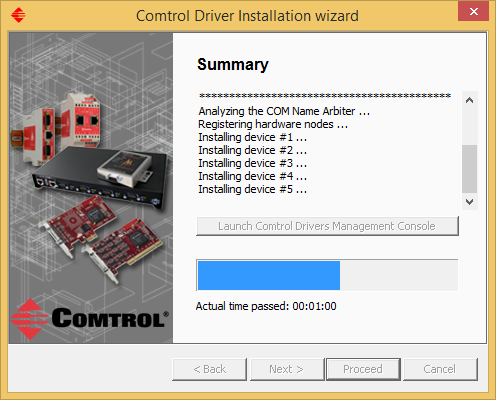 Comtrol Driver Installation wizard
Summary
******************************************
Analyzing the COM Name Arbiter ...
Registering hardware nodes ...
Installing device #1 ...
Installing device #2 ...
Installing device #3 ...
Installing device #4 ...
Installing device #5 ...
Launch Comtrol Drivers Management Console
Actual time passed: 00:01:00
COMTROL®
< Back
Next >
Proceed
Cancel